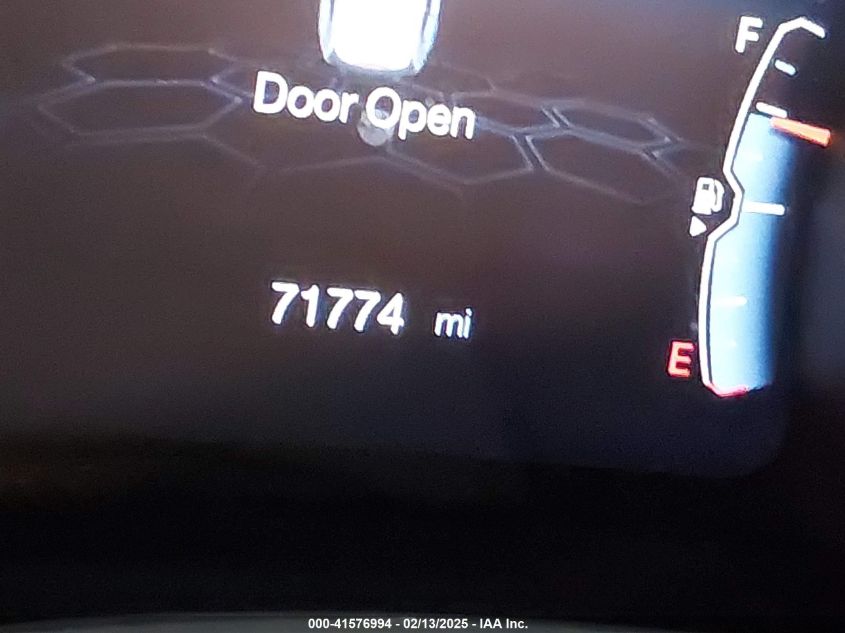 F
Door Open
71774 mi
E
000-41576994 - 02/13/2025 - IAA Inc.